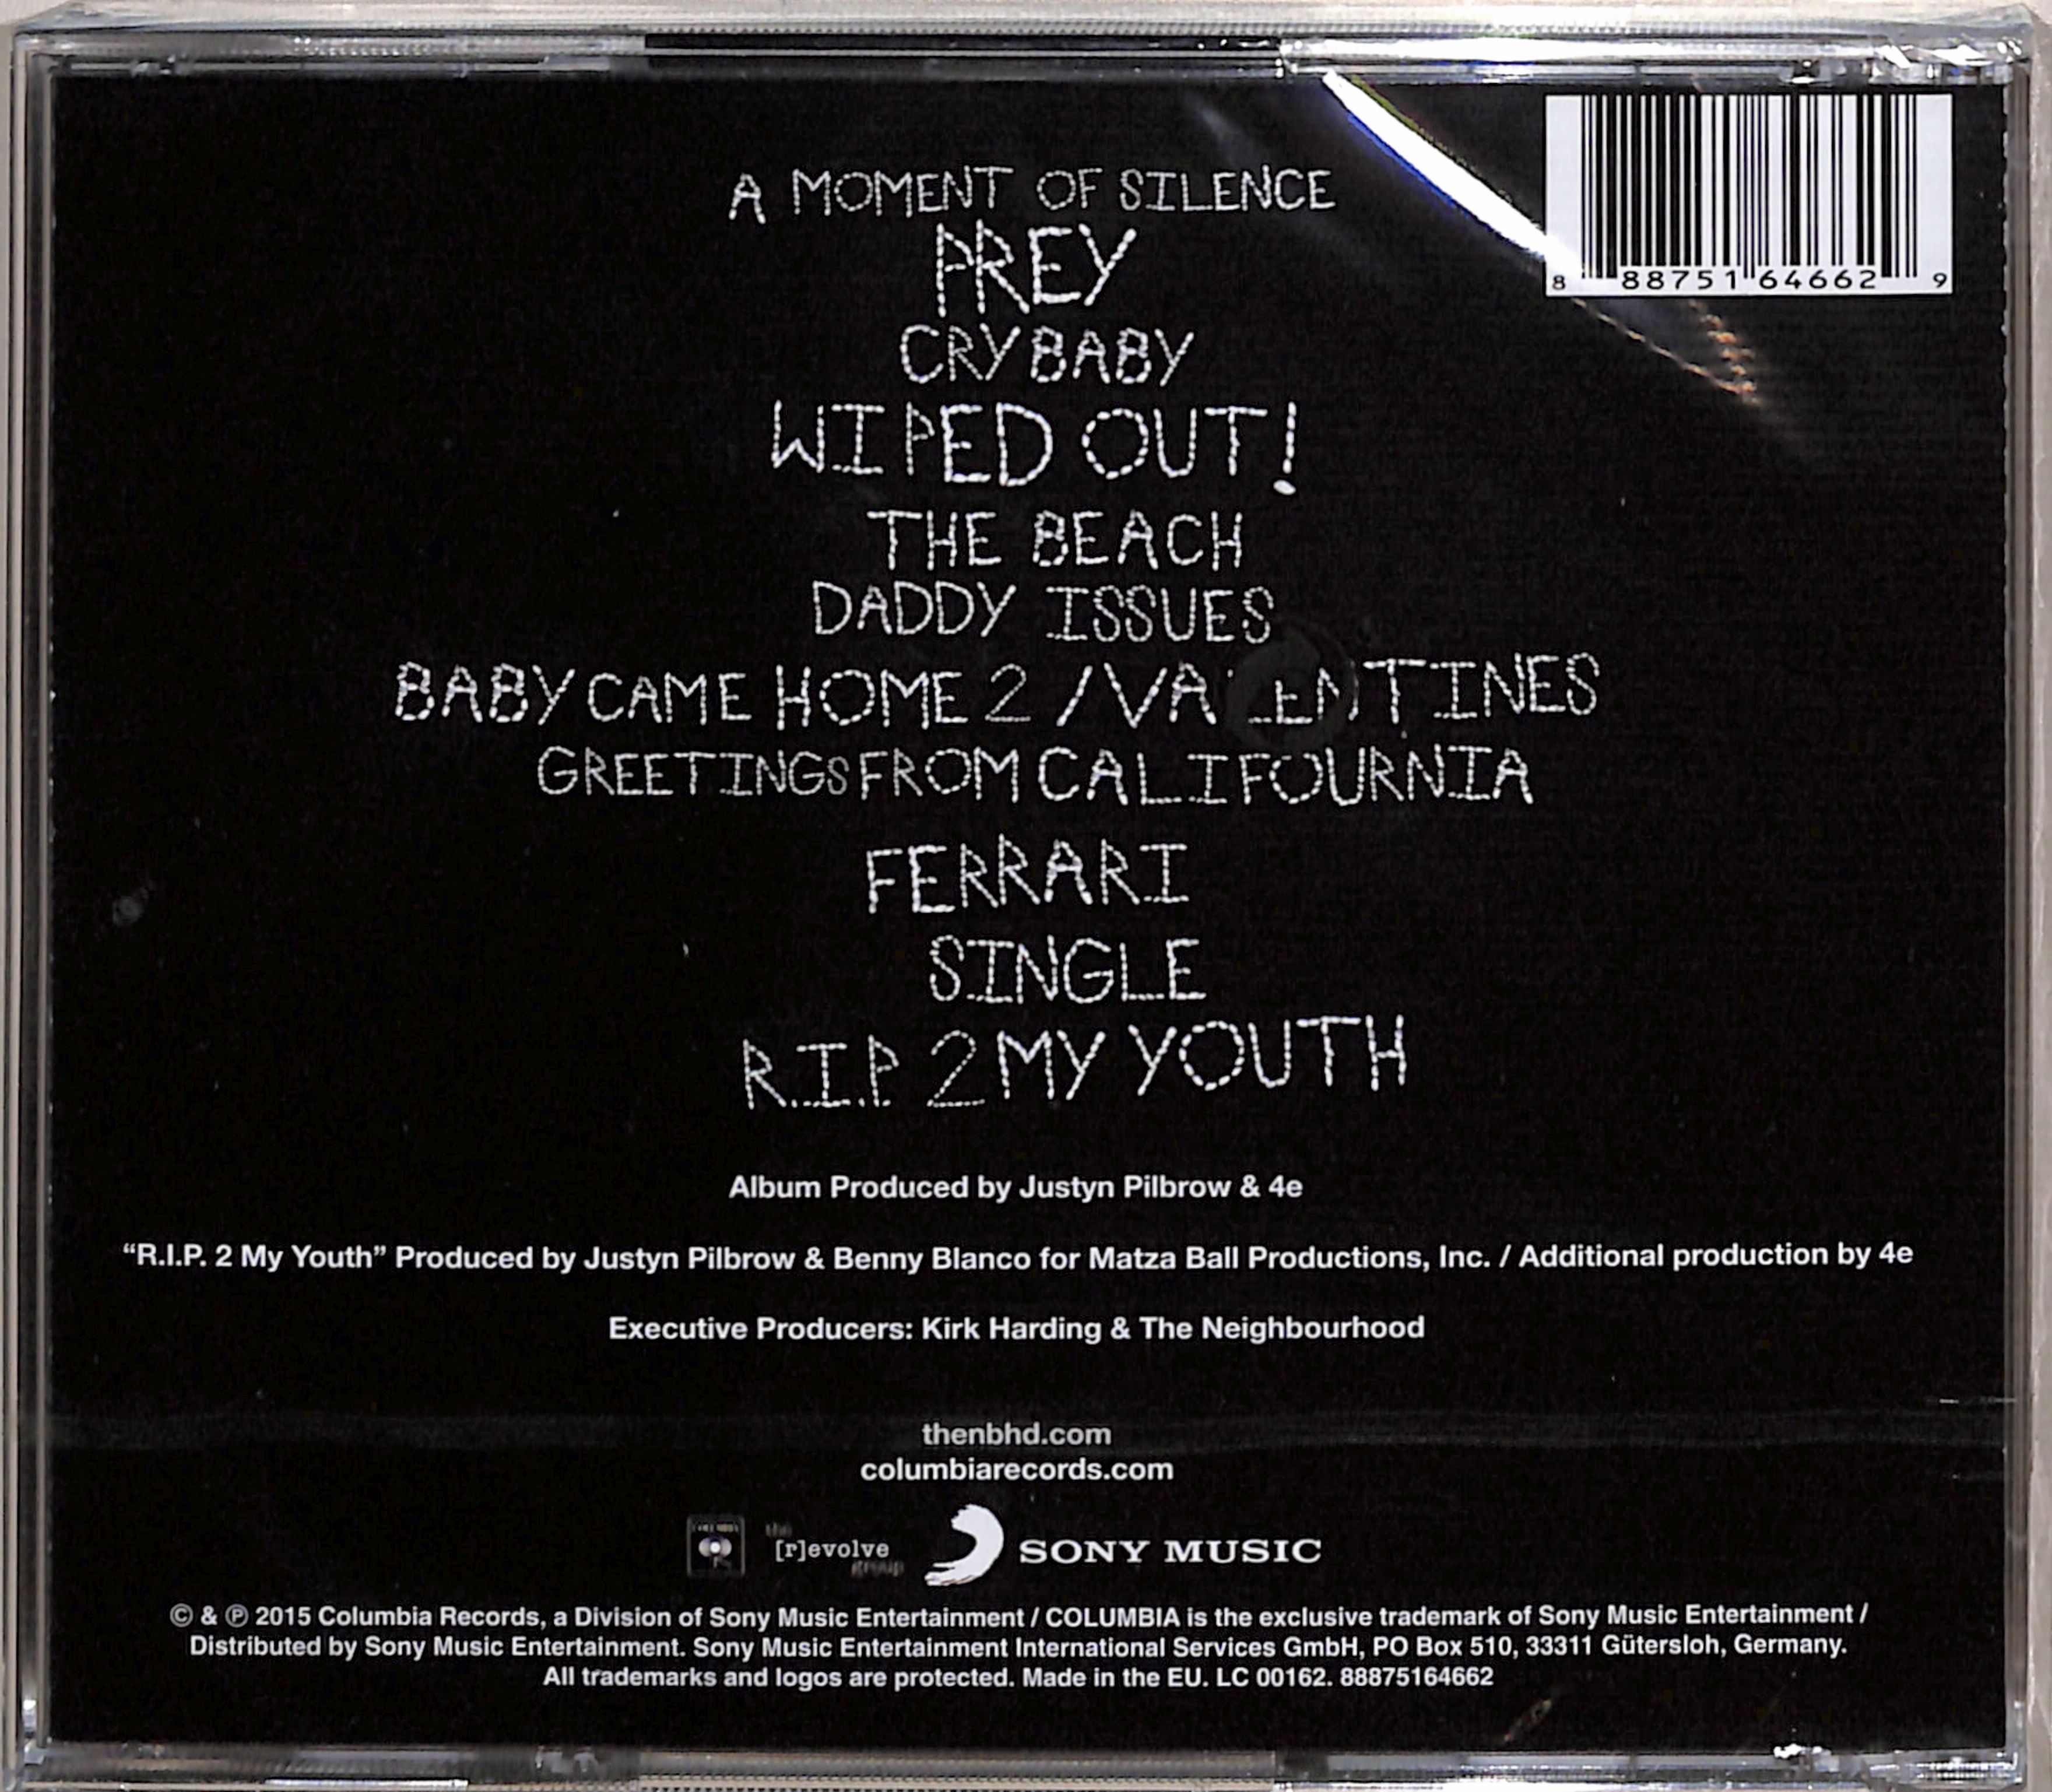 8 88751 64662 9
A MOMENT OF SILENCE
PREY
CRYBABY
WIPED OUT!
THE BEACH
DADDY ISSUES
BABY CAME HOME 2 / VALENTINES
GREETINGS FROM CALIFOURNIA
FERRARI
SINGLE
R.I.P. 2 MY YOUTH
Album Produced by Justyn Pilbrow & 4e
“R.I.P. 2 My Youth” Produced by Justyn Pilbrow & Benny Blanco for Matza Ball Productions, Inc. / Additional production by 4e
Executive Producers: Kirk Harding & The Neighbourhood
thenbhd.com
columbiarecords.com
COLUMBIA
the
[r]evolve
group
SONY MUSIC
© & ℗ 2015 Columbia Records, a Division of Sony Music Entertainment / COLUMBIA is the exclusive trademark of Sony Music Entertainment /
Distributed by Sony Music Entertainment. Sony Music Entertainment International Services GmbH, PO Box 510, 33311 Gütersloh, Germany.
All trademarks and logos are protected. Made in the EU. LC 00162. 88875164662